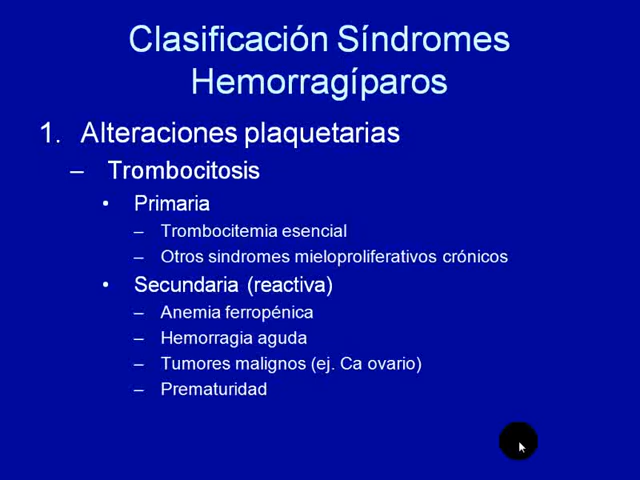 Clasificación Síndromes
Hemorragíparos
1. Alteraciones plaquetarias
– Trombocitosis
• Primaria
– Trombocitemia esencial
– Otros sindromes mieloproliferativos crónicos
• Secundaria (reactiva)
– Anemia ferropénica
– Hemorragia aguda
– Tumores malignos (ej. Ca ovario)
– Prematuridad